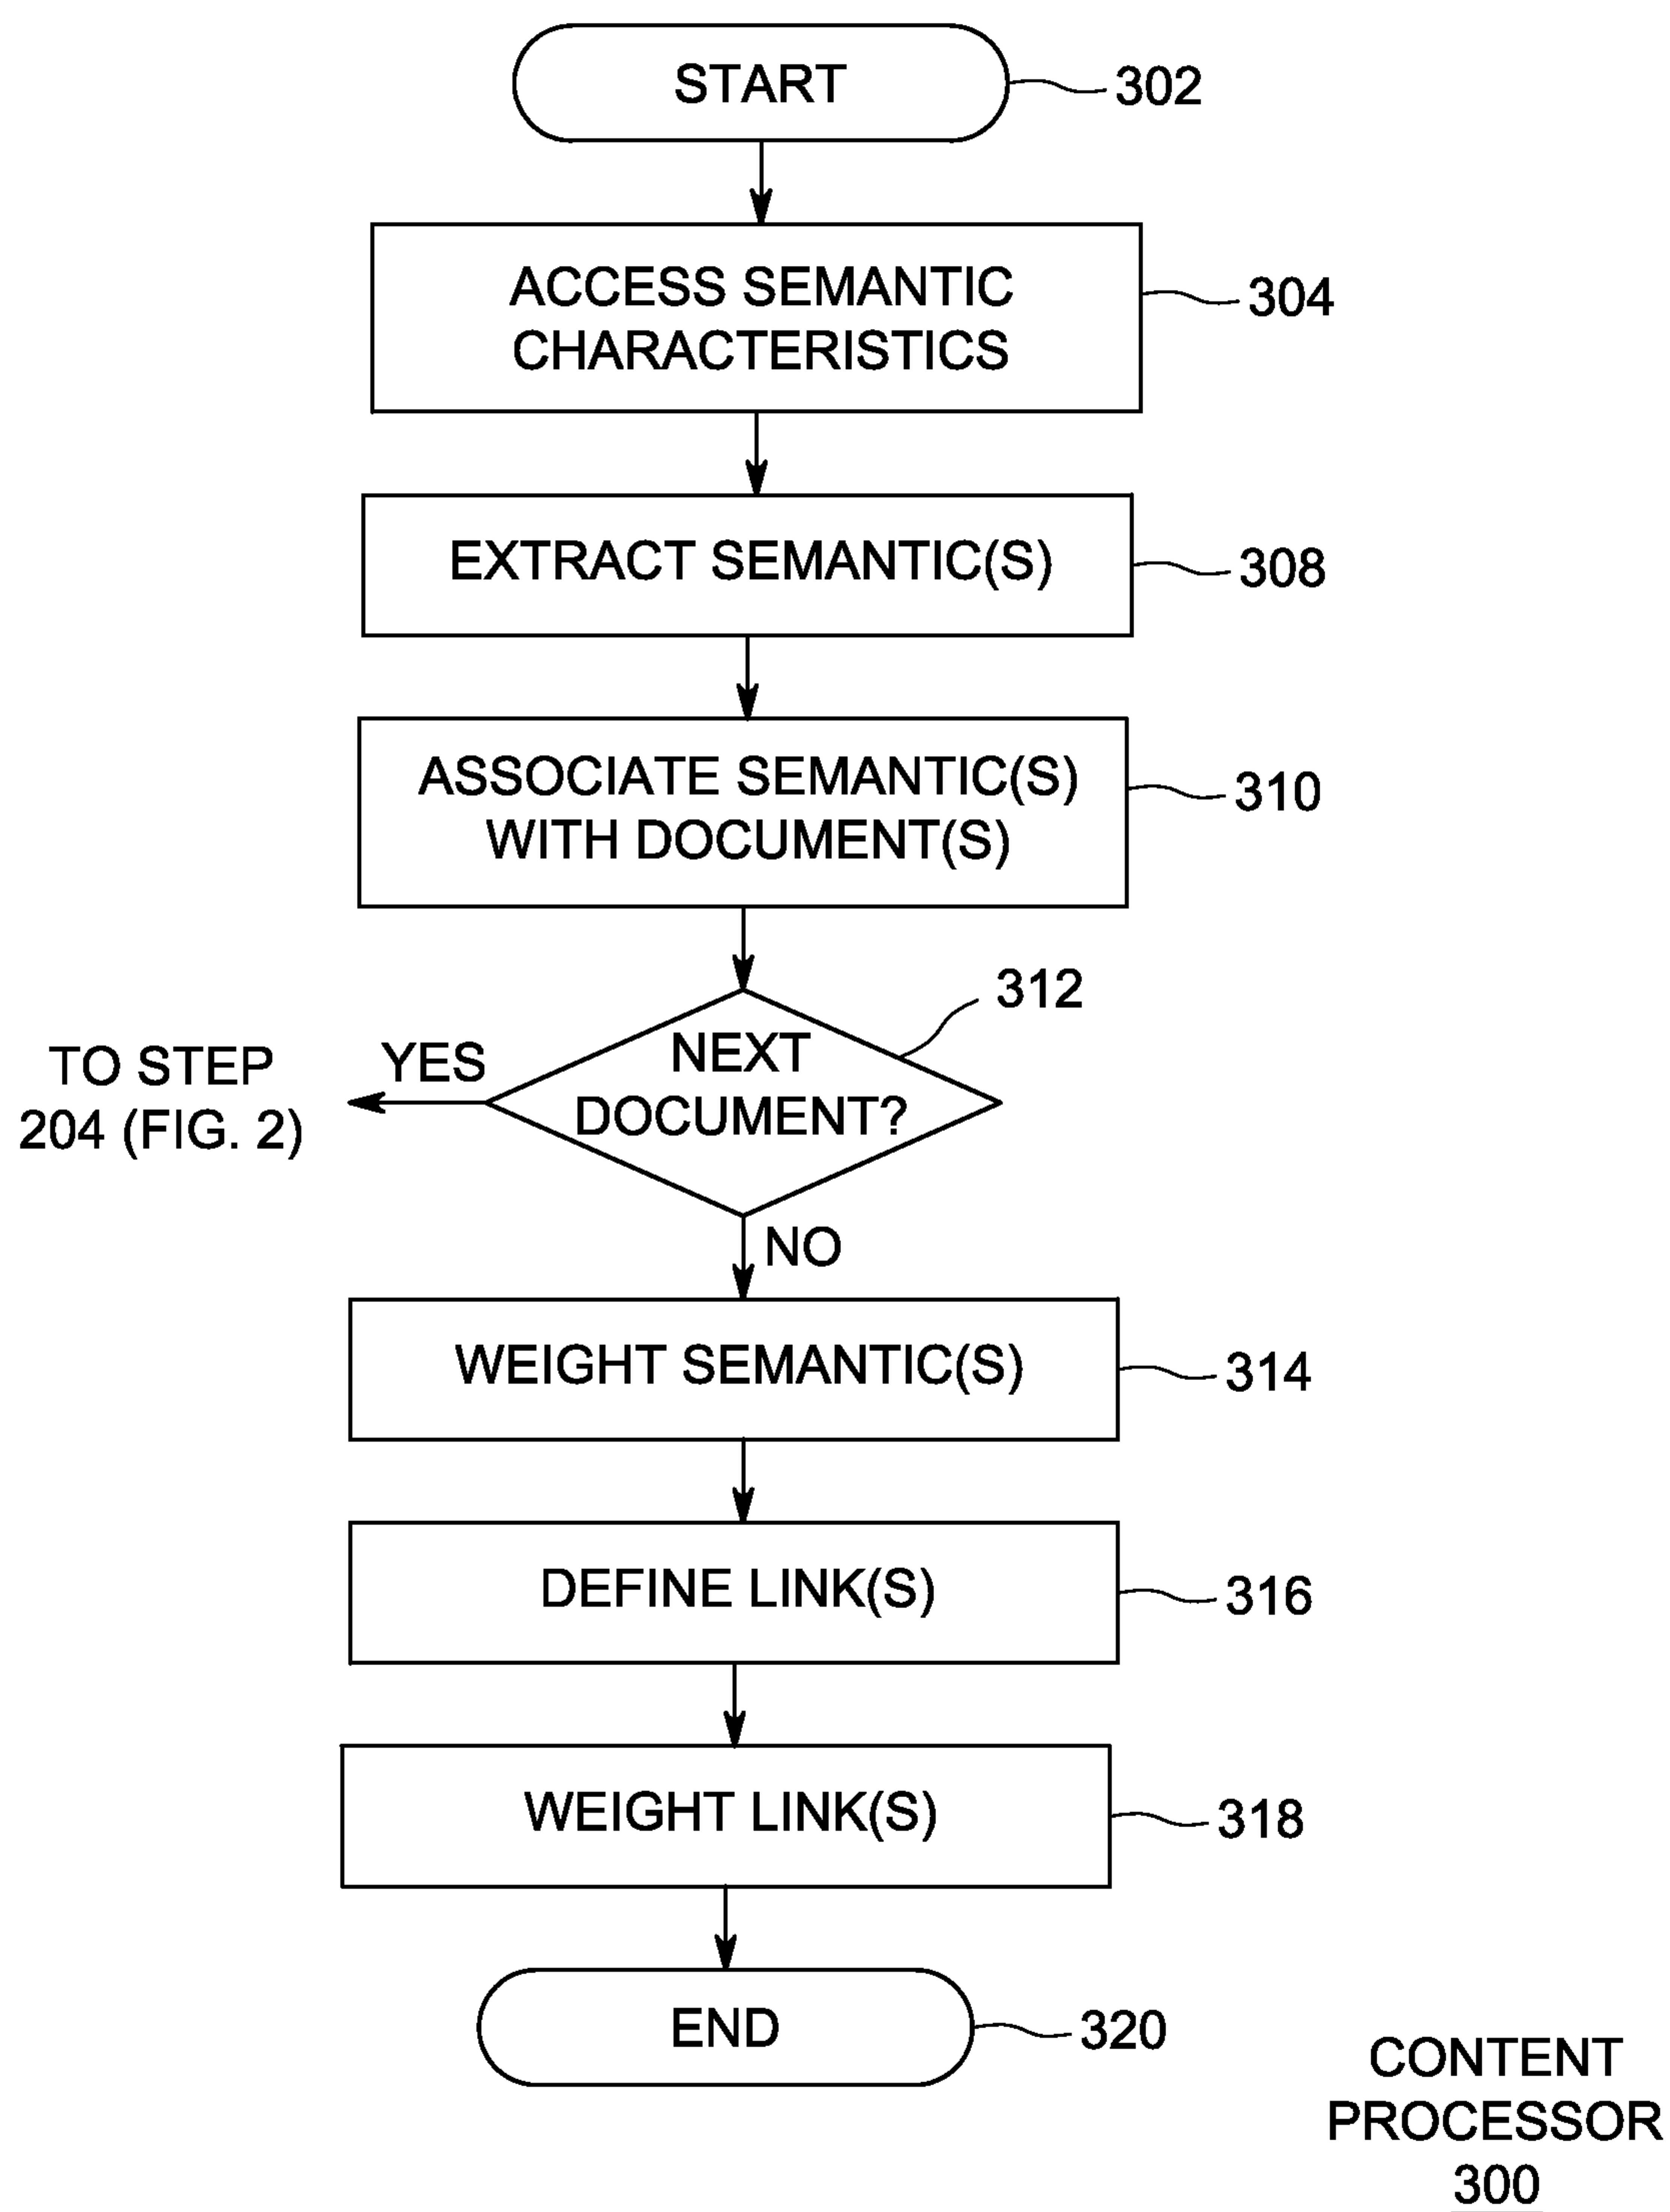 START
302
ACCESS SEMANTIC
CHARACTERISTICS
304
EXTRACT SEMANTIC(S)
308
ASSOCIATE SEMANTIC(S)
WITH DOCUMENT(S)
310
312
NEXT
DOCUMENT?
YES
TO STEP
204 (FIG. 2)
NO
WEIGHT SEMANTIC(S)
314
DEFINE LINK(S)
316
WEIGHT LINK(S)
318
END
320
CONTENT
PROCESSOR
300